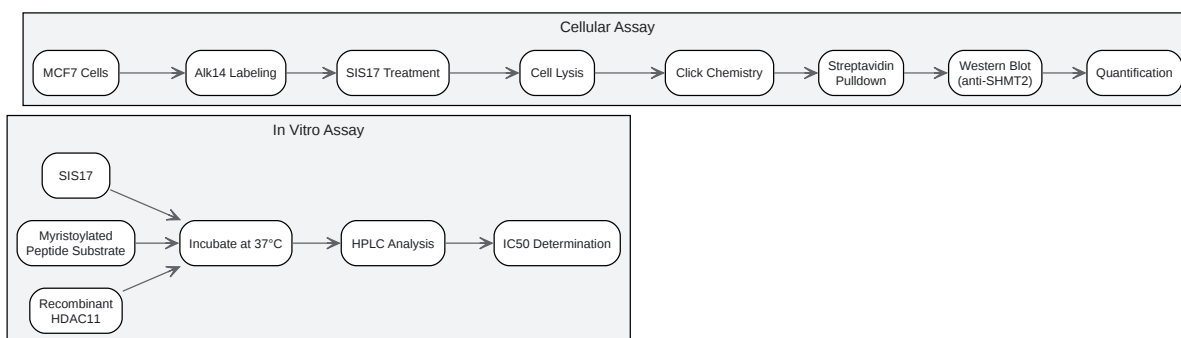 Cellular Assay
MCF7 Cells
Alk14 Labeling
SIS17 Treatment
Cell Lysis
Click Chemistry
Streptavidin
Pulldown
Western Blot
(anti-SHMT2)
Quantification
In Vitro Assay
SIS17
Myristoylated
Peptide Substrate
Recombinant
HDAC11
Incubate at 37°C
HPLC Analysis
IC50 Determination